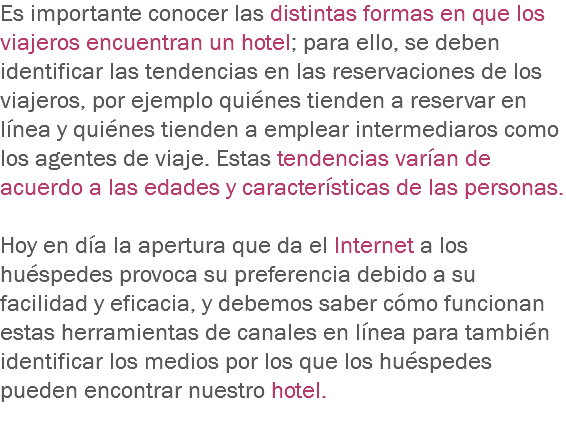 Es importante conocer las distintas formas en que los
viajeros encuentran un hotel; para ello, se deben
identificar las tendencias en las reservaciones de los
viajeros, por ejemplo quiénes tienden a reservar en
línea y quiénes tienden a emplear intermediaros como
los agentes de viaje. Estas tendencias varían de
acuerdo a las edades y características de las personas.
Hoy en día la apertura que da el Internet a los
huéspedes provoca su preferencia debido a su
facilidad y eficacia, y debemos saber cómo funcionan
estas herramientas de canales en línea para también
identificar los medios por los que los huéspedes
pueden encontrar nuestro hotel.